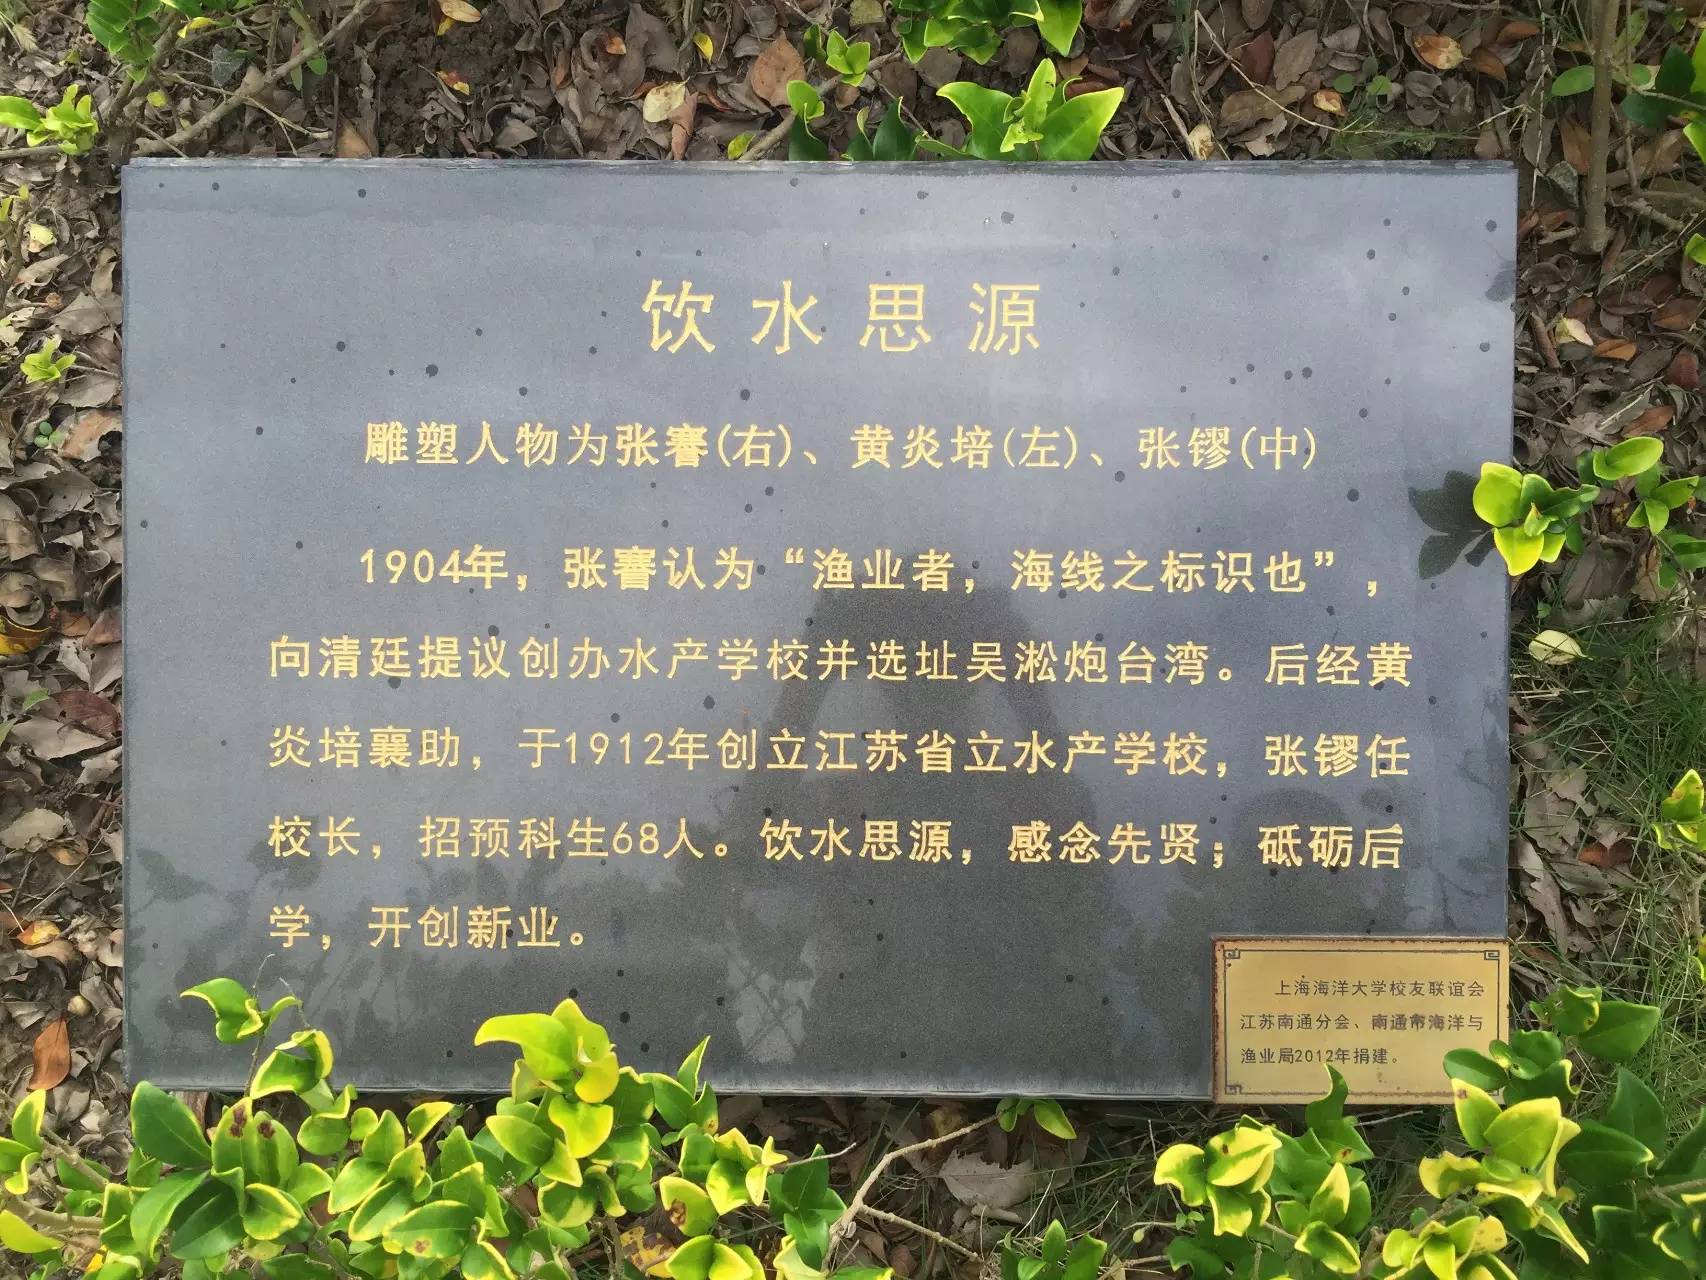 饮水思源
雕塑人物为张謇(右)、黄炎培(左)、张镠(中)
1904年，张謇认为“渔业者，海线之标识也”，
向清廷提议创办水产学校并选址吴淞炮台湾。后经黄
炎培襄助，于1912年创立江苏省立水产学校，张镠任
校长，招预科生68人。饮水思源，感念先贤；砥砺后
学，开创新业。
上海海洋大学校友联谊会
江苏南通分会、南通市海洋与
渔业局2012年捐建。